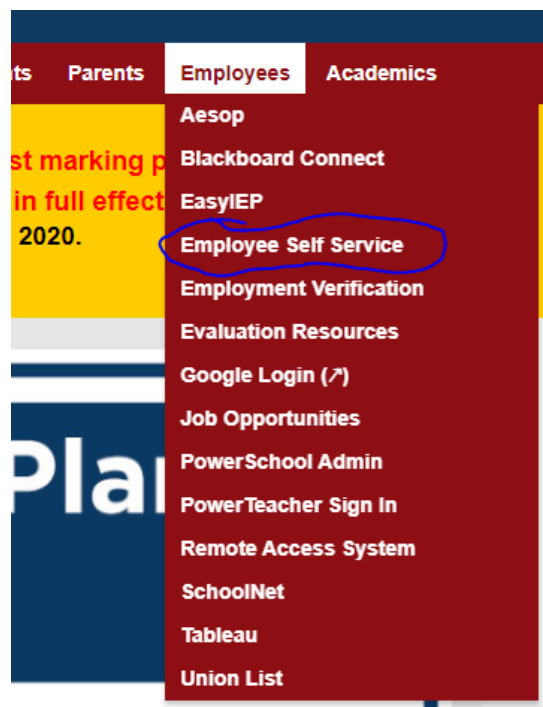 ts Parents Employees Academics
Aesop
st marking p Blackboard Connect
in full effect EasyIEP
2020. Employee Self Service
Employment Verification
Evaluation Resources
Google Login (↗)
Job Opportunities
Pla PowerSchool Admin
PowerTeacher Sign In
Remote Access System
SchoolNet
Tableau
Union List